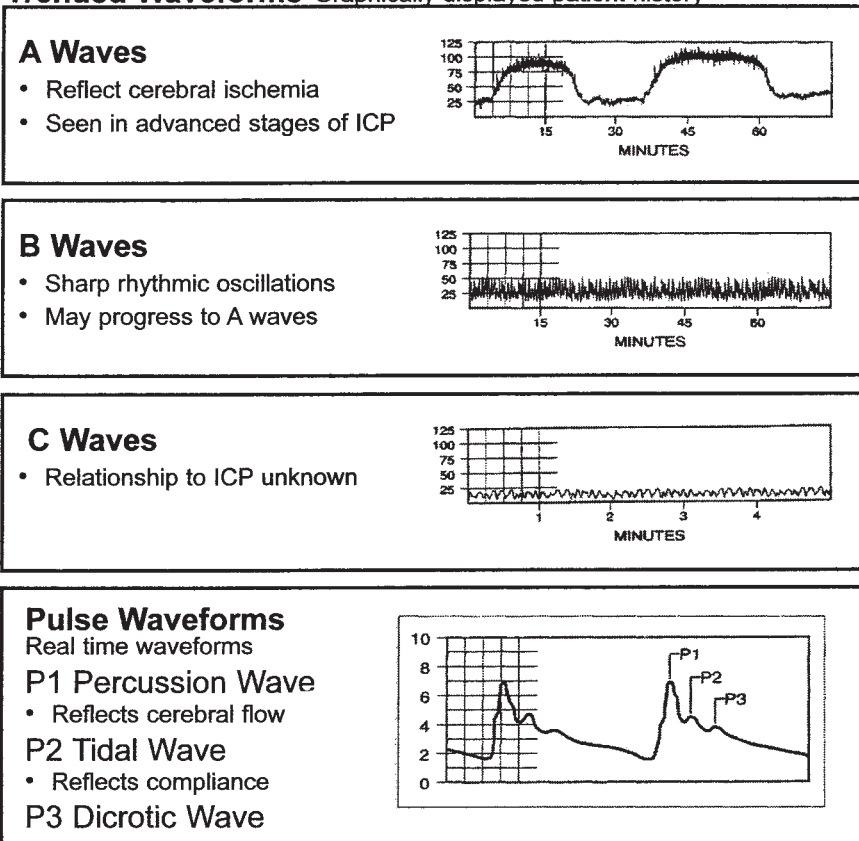 Graphically displayed patient history
A Waves
• Reflect cerebral ischemia
• Seen in advanced stages of ICP
125
100
75
50
25
15 30 45 60
MINUTES
B Waves
• Sharp rhythmic oscillations
• May progress to A waves
125
100
75
50
25
15 30 45 60
MINUTES
C Waves
• Relationship to ICP unknown
125
100
75
50
25
1 2 3 4
MINUTES
Pulse Waveforms
Real time waveforms
P1 Percussion Wave
• Reflects cerebral flow
P2 Tidal Wave
• Reflects compliance
P3 Dicrotic Wave
10
8
6
4
2
0
P1
P2
P3